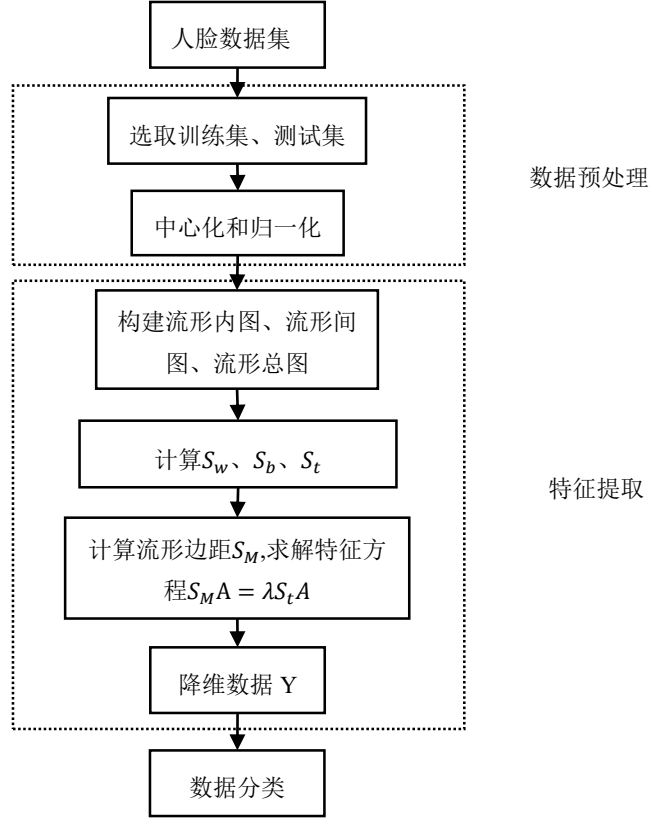 人脸数据集
选取训练集、测试集
数据预处理
中心化和归一化
构建流形内图、流形间
图、流形总图
计算S_w、S_b、S_t
特征提取
计算流形边距S_M,求解特征方
程S_MA = λS_tA
降维数据 Y
数据分类